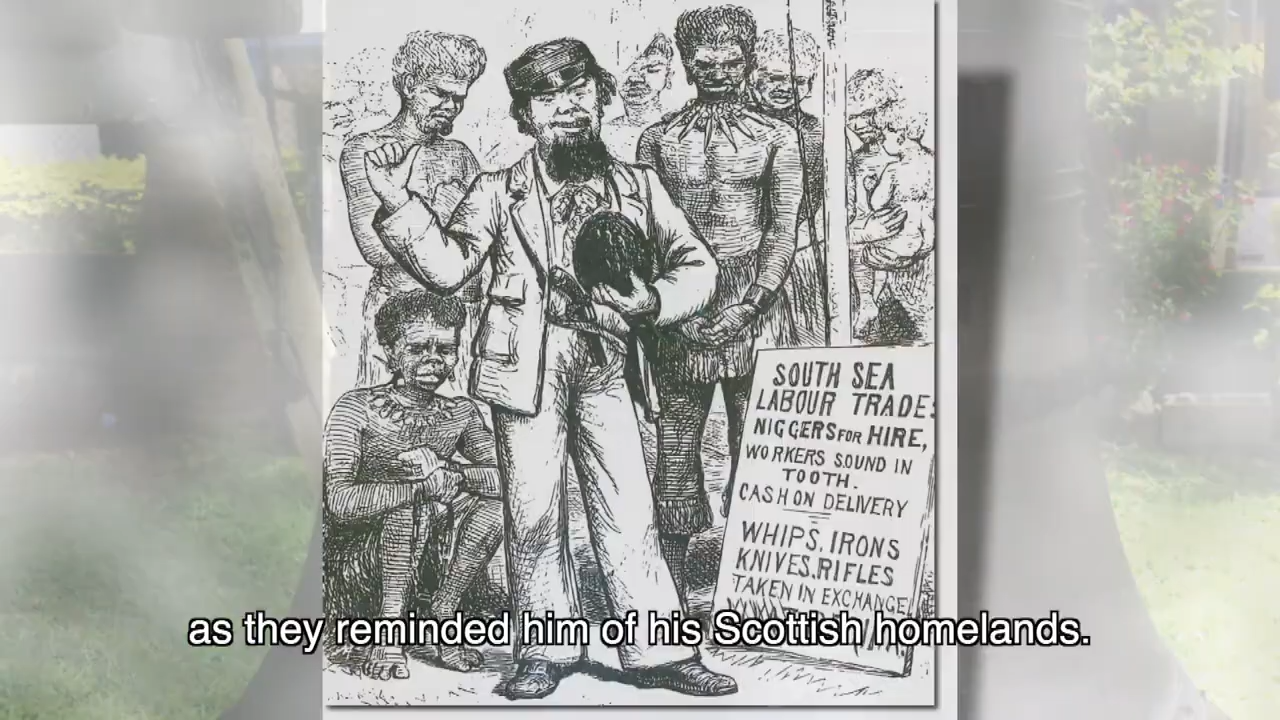 SOUTH SEA
LABOUR TRADE:
NIGGERS FOR HIRE,
WORKERS SOUND IN
TOOTH.
CASH ON DELIVERY
WHIPS, IRONS
KNIVES, RIFLES
TAKEN IN EXCHANGE
as they reminded him of his Scottish homelands.